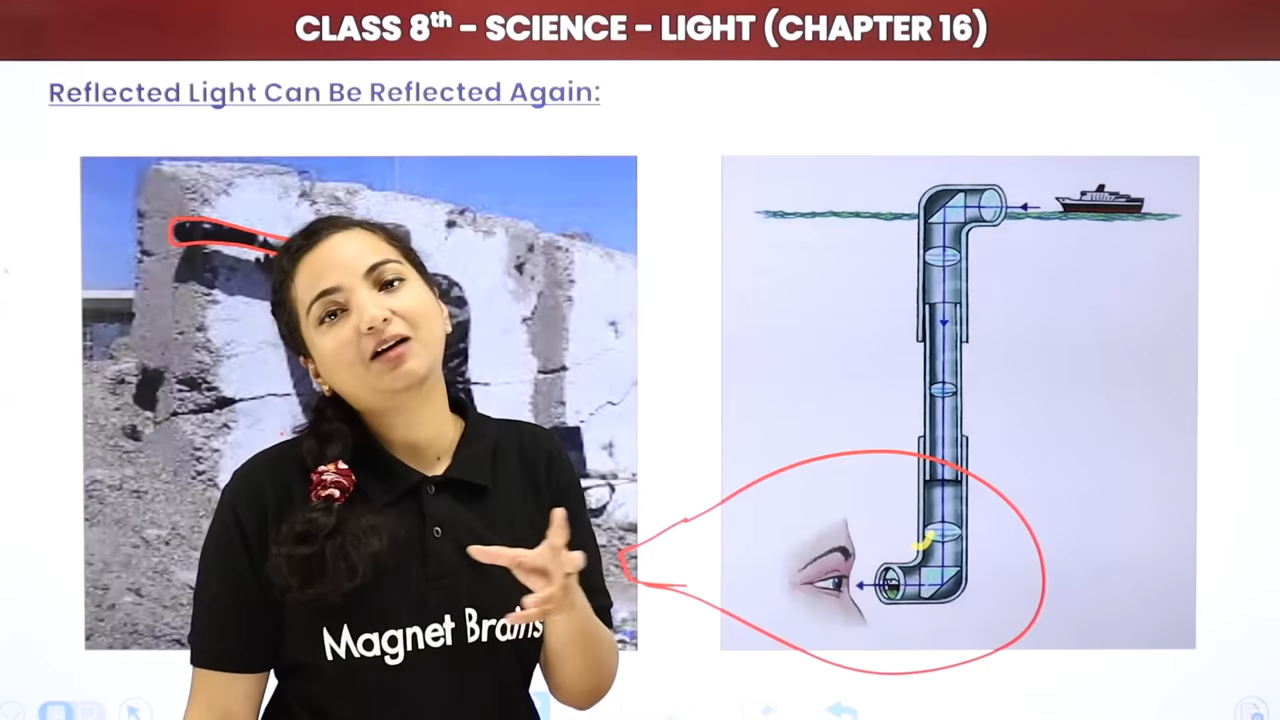 CLASS 8th - SCIENCE - LIGHT (CHAPTER 16)
Reflected Light Can Be Reflected Again:
Magnet Brains